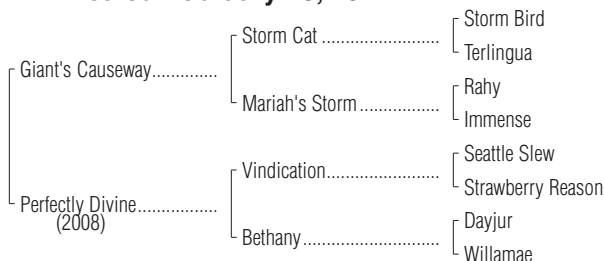 Giant's Causeway..............
Perfectly Divine.................
(2008)
Storm Cat ..........................
Mariah's Storm ..................
Vindication.........................
Bethany..............................
Storm Bird
Terlingua
Rahy
Immense
Seattle Slew
Strawberry Reason
Dayjur
Willamae